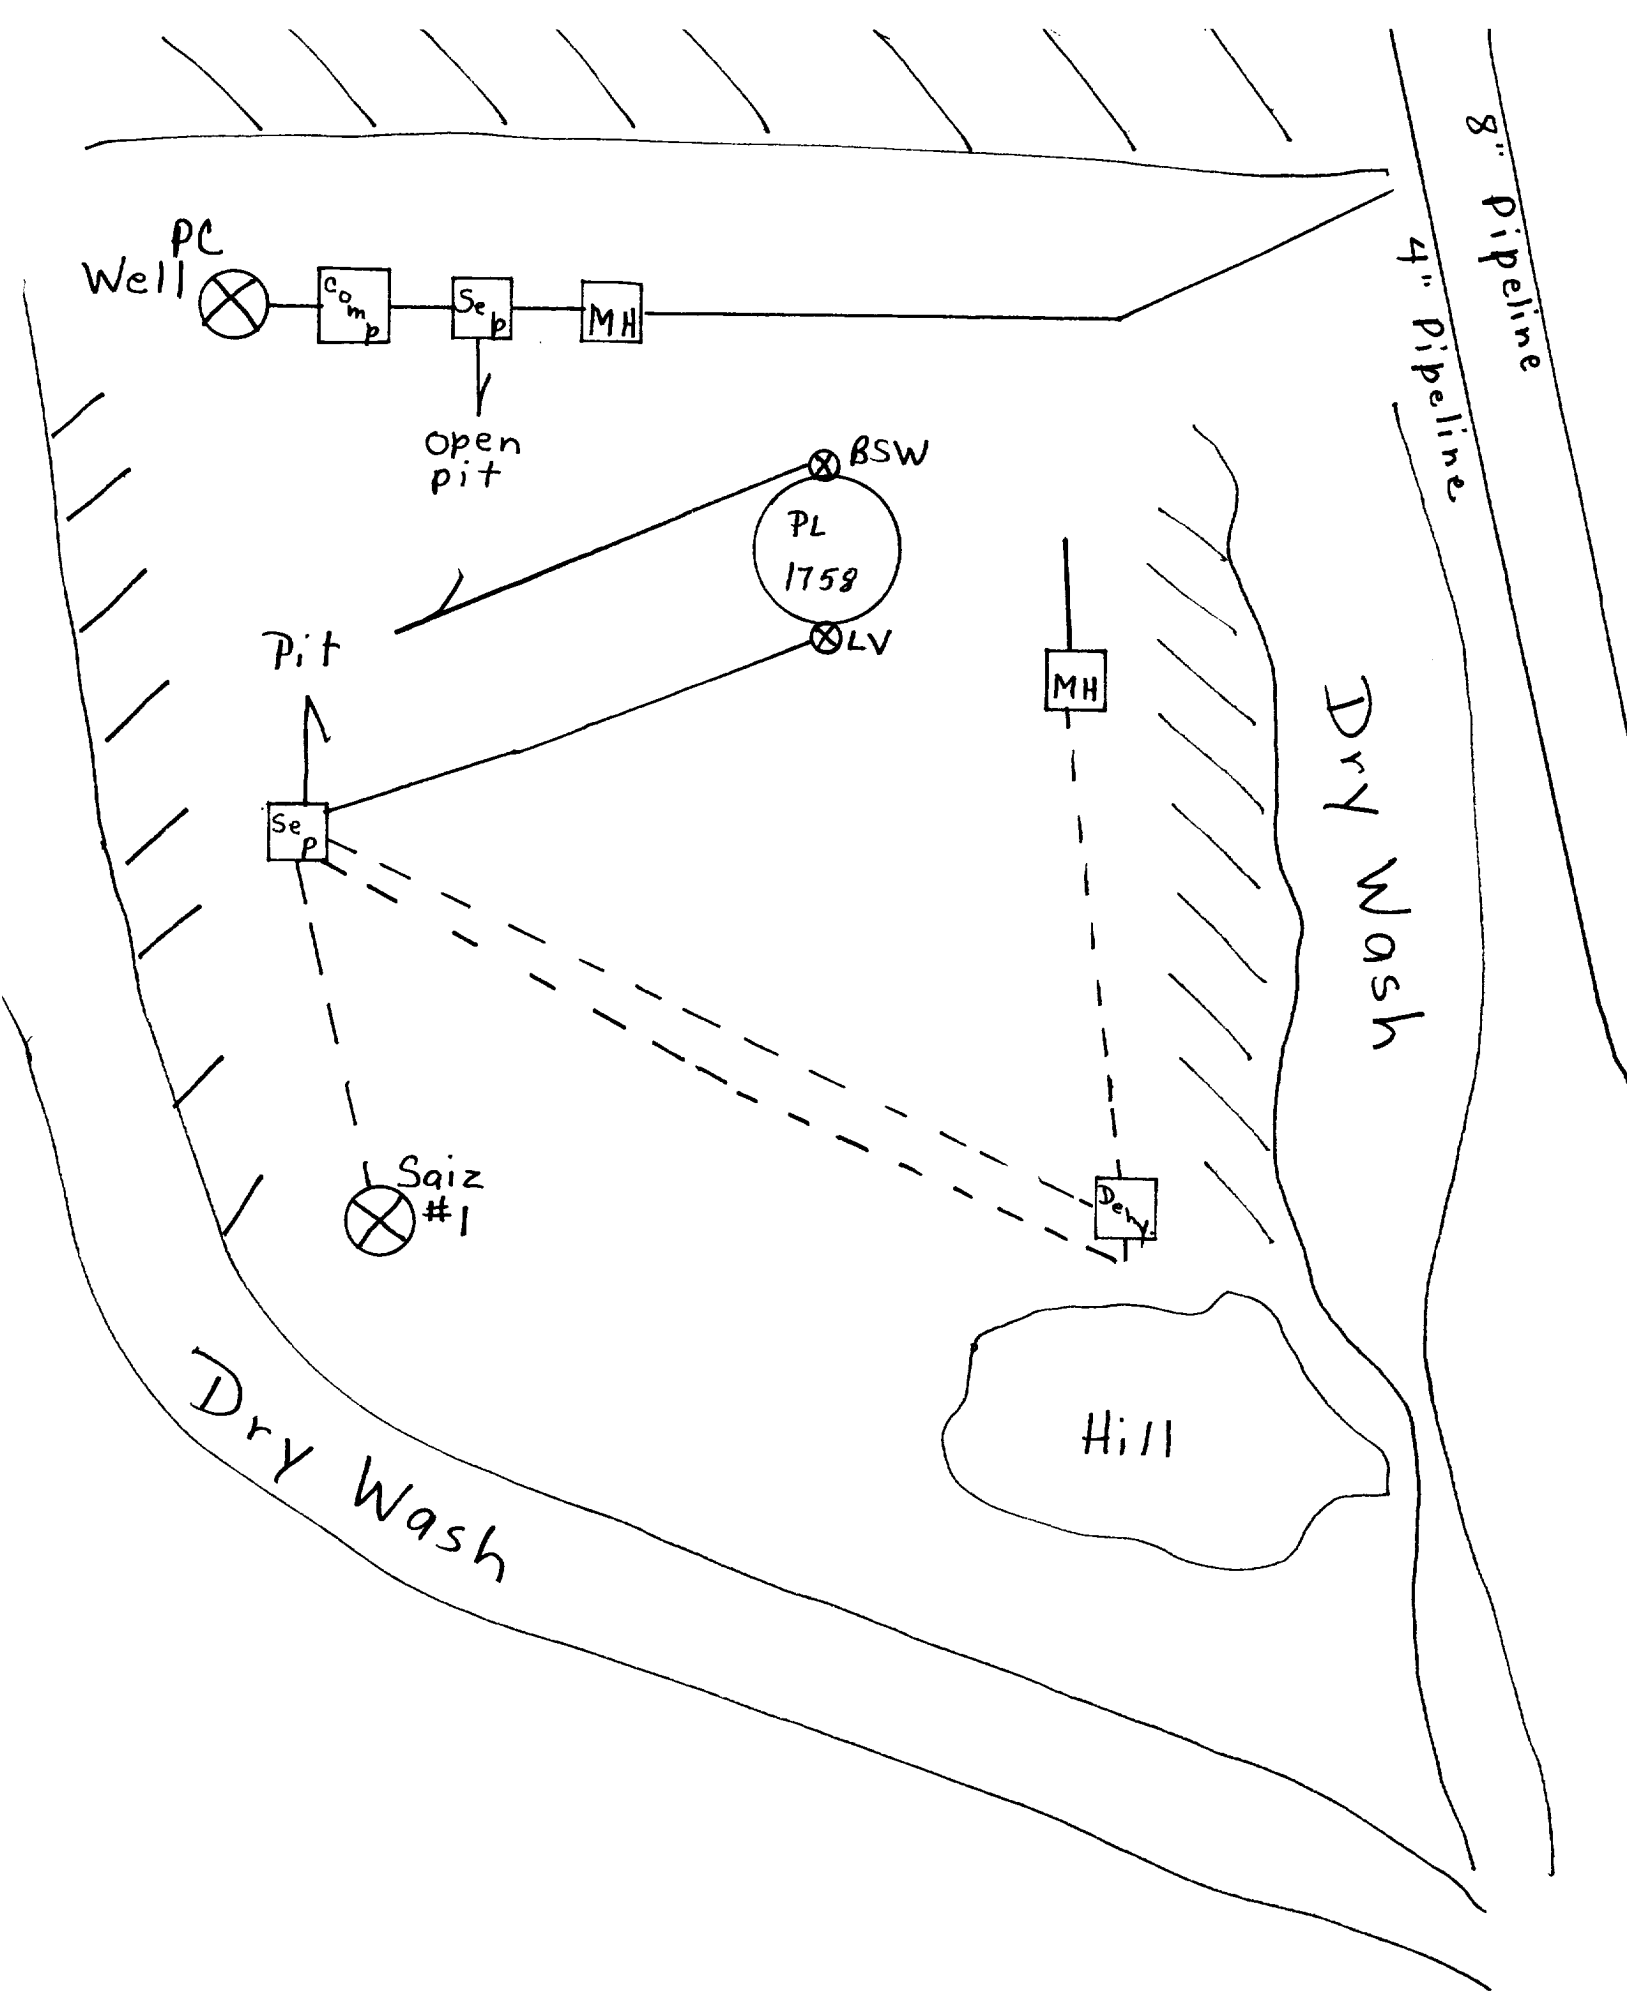 8" Pipeline
4" Pipeline
PC
Well
Comp
Sep
MH
open
pit
BSW
PL
1758
LV
Pit
MH
Sep
Dry Wash
Saiz
#1
Dehy.
Hill
Dry Wash